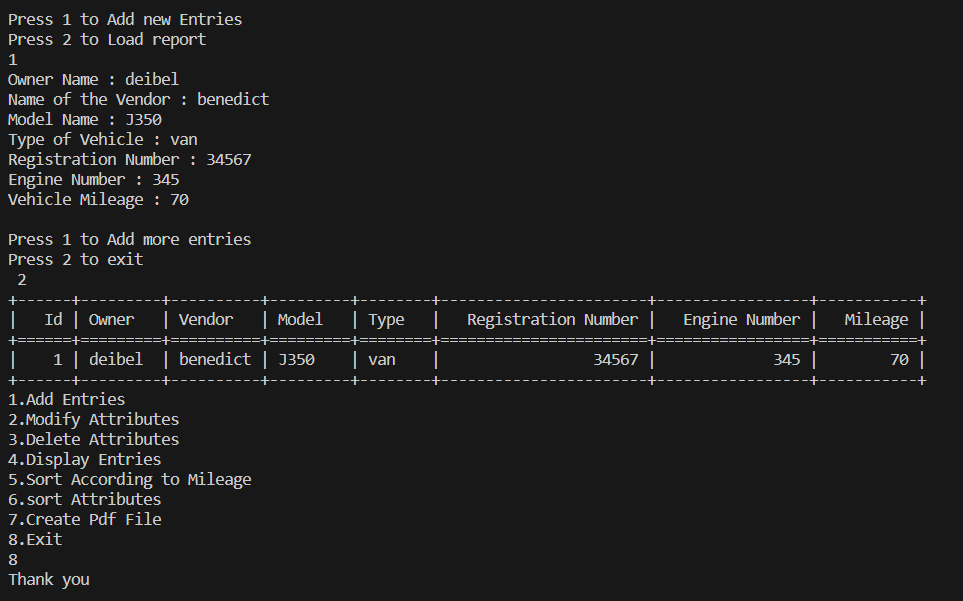 Press 1 to Add new Entries
Press 2 to Load report
1
Owner Name : deibel
Name of the Vendor : benedict
Model Name : J350
Type of Vehicle : van
Registration Number : 34567
Engine Number : 345
Vehicle Mileage : 70

Press 1 to Add more entries
Press 2 to exit
 2
+------+---------+----------+---------+--------+-----------------------+-----------------+-----------+
|   Id | Owner   | Vendor   | Model   | Type   |   Registration Number |   Engine Number |   Mileage |
+======+=========+==========+=========+========+=======================+=================+===========+
|    1 | deibel  | benedict | J350    | van    |                 34567 |             345 |        70 |
+------+---------+----------+---------+--------+-----------------------+-----------------+-----------+
1.Add Entries
2.Modify Attributes
3.Delete Attributes
4.Display Entries
5.Sort According to Mileage
6.sort Attributes
7.Create Pdf File
8.Exit
8
Thank you